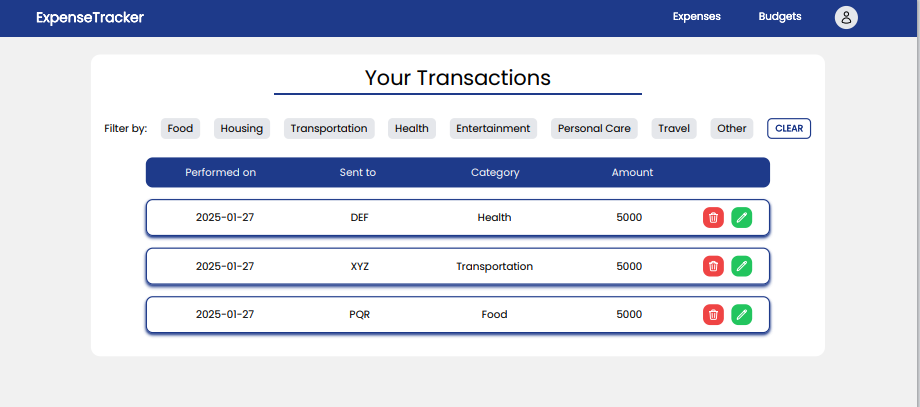 ExpenseTracker Expenses Budgets
Your Transactions
Filter by: Food Housing Transportation Health Entertainment Personal Care Travel Other CLEAR
Performed on Sent to Category Amount
2025-01-27 DEF Health 5000
2025-01-27 XYZ Transportation 5000
2025-01-27 PQR Food 5000